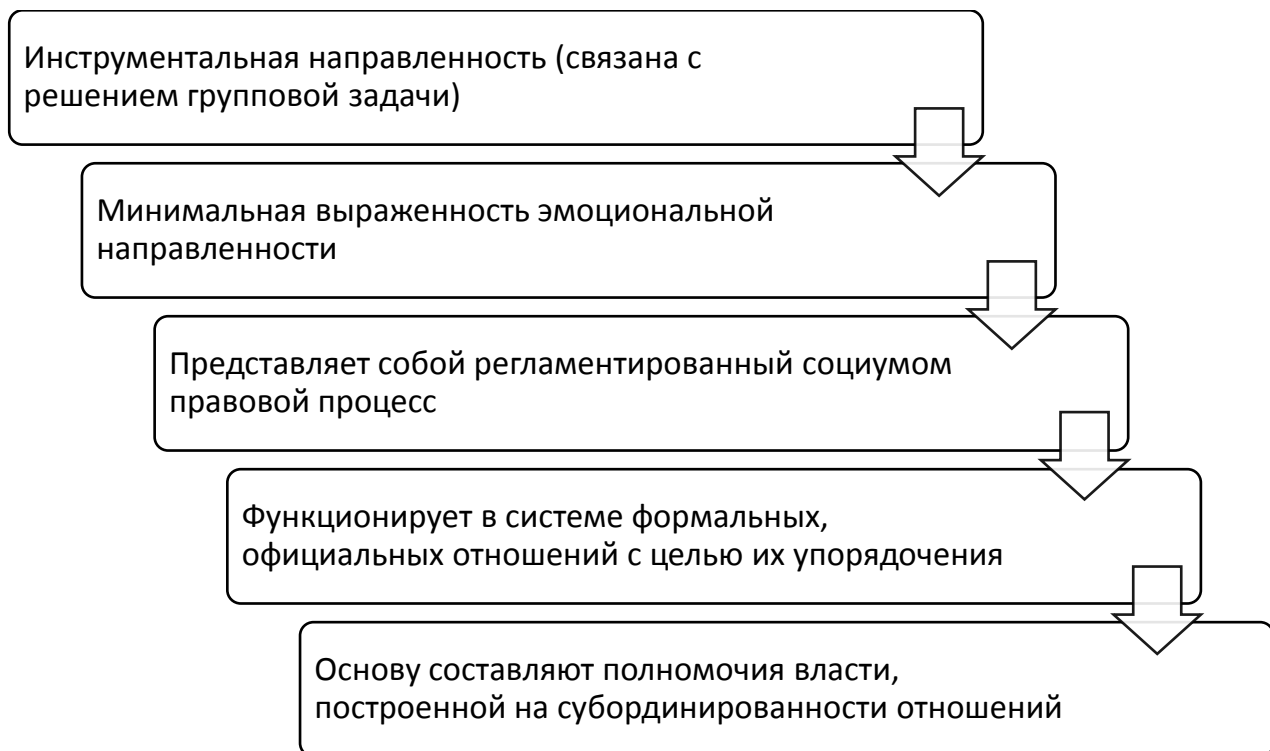 Инструментальная направленность (связана с
решением групповой задачи)
Минимальная выраженность эмоциональной
направленности
Представляет собой регламентированный социумом
правовой процесс
Функционирует в системе формальных,
официальных отношений с целью их упорядочения
Основу составляют полномочия власти,
построенной на субординированности отношений